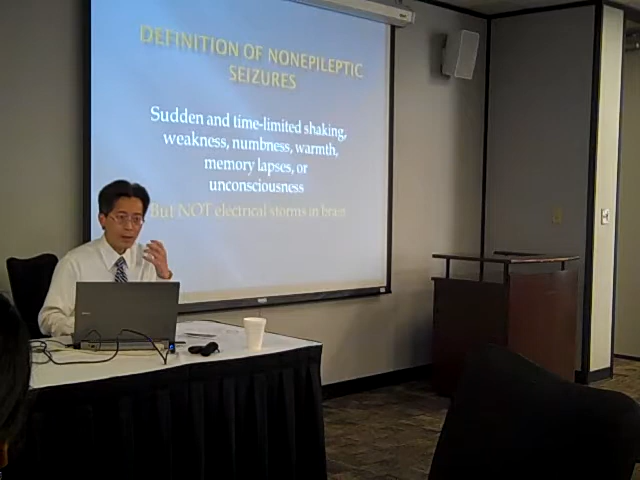 DEFINITION OF NONEPILEPTIC
SEIZURES
Sudden and time-limited shaking,
weakness, numbness, warmth,
memory lapses, or
unconsciousness
But NOT electrical storms in brain